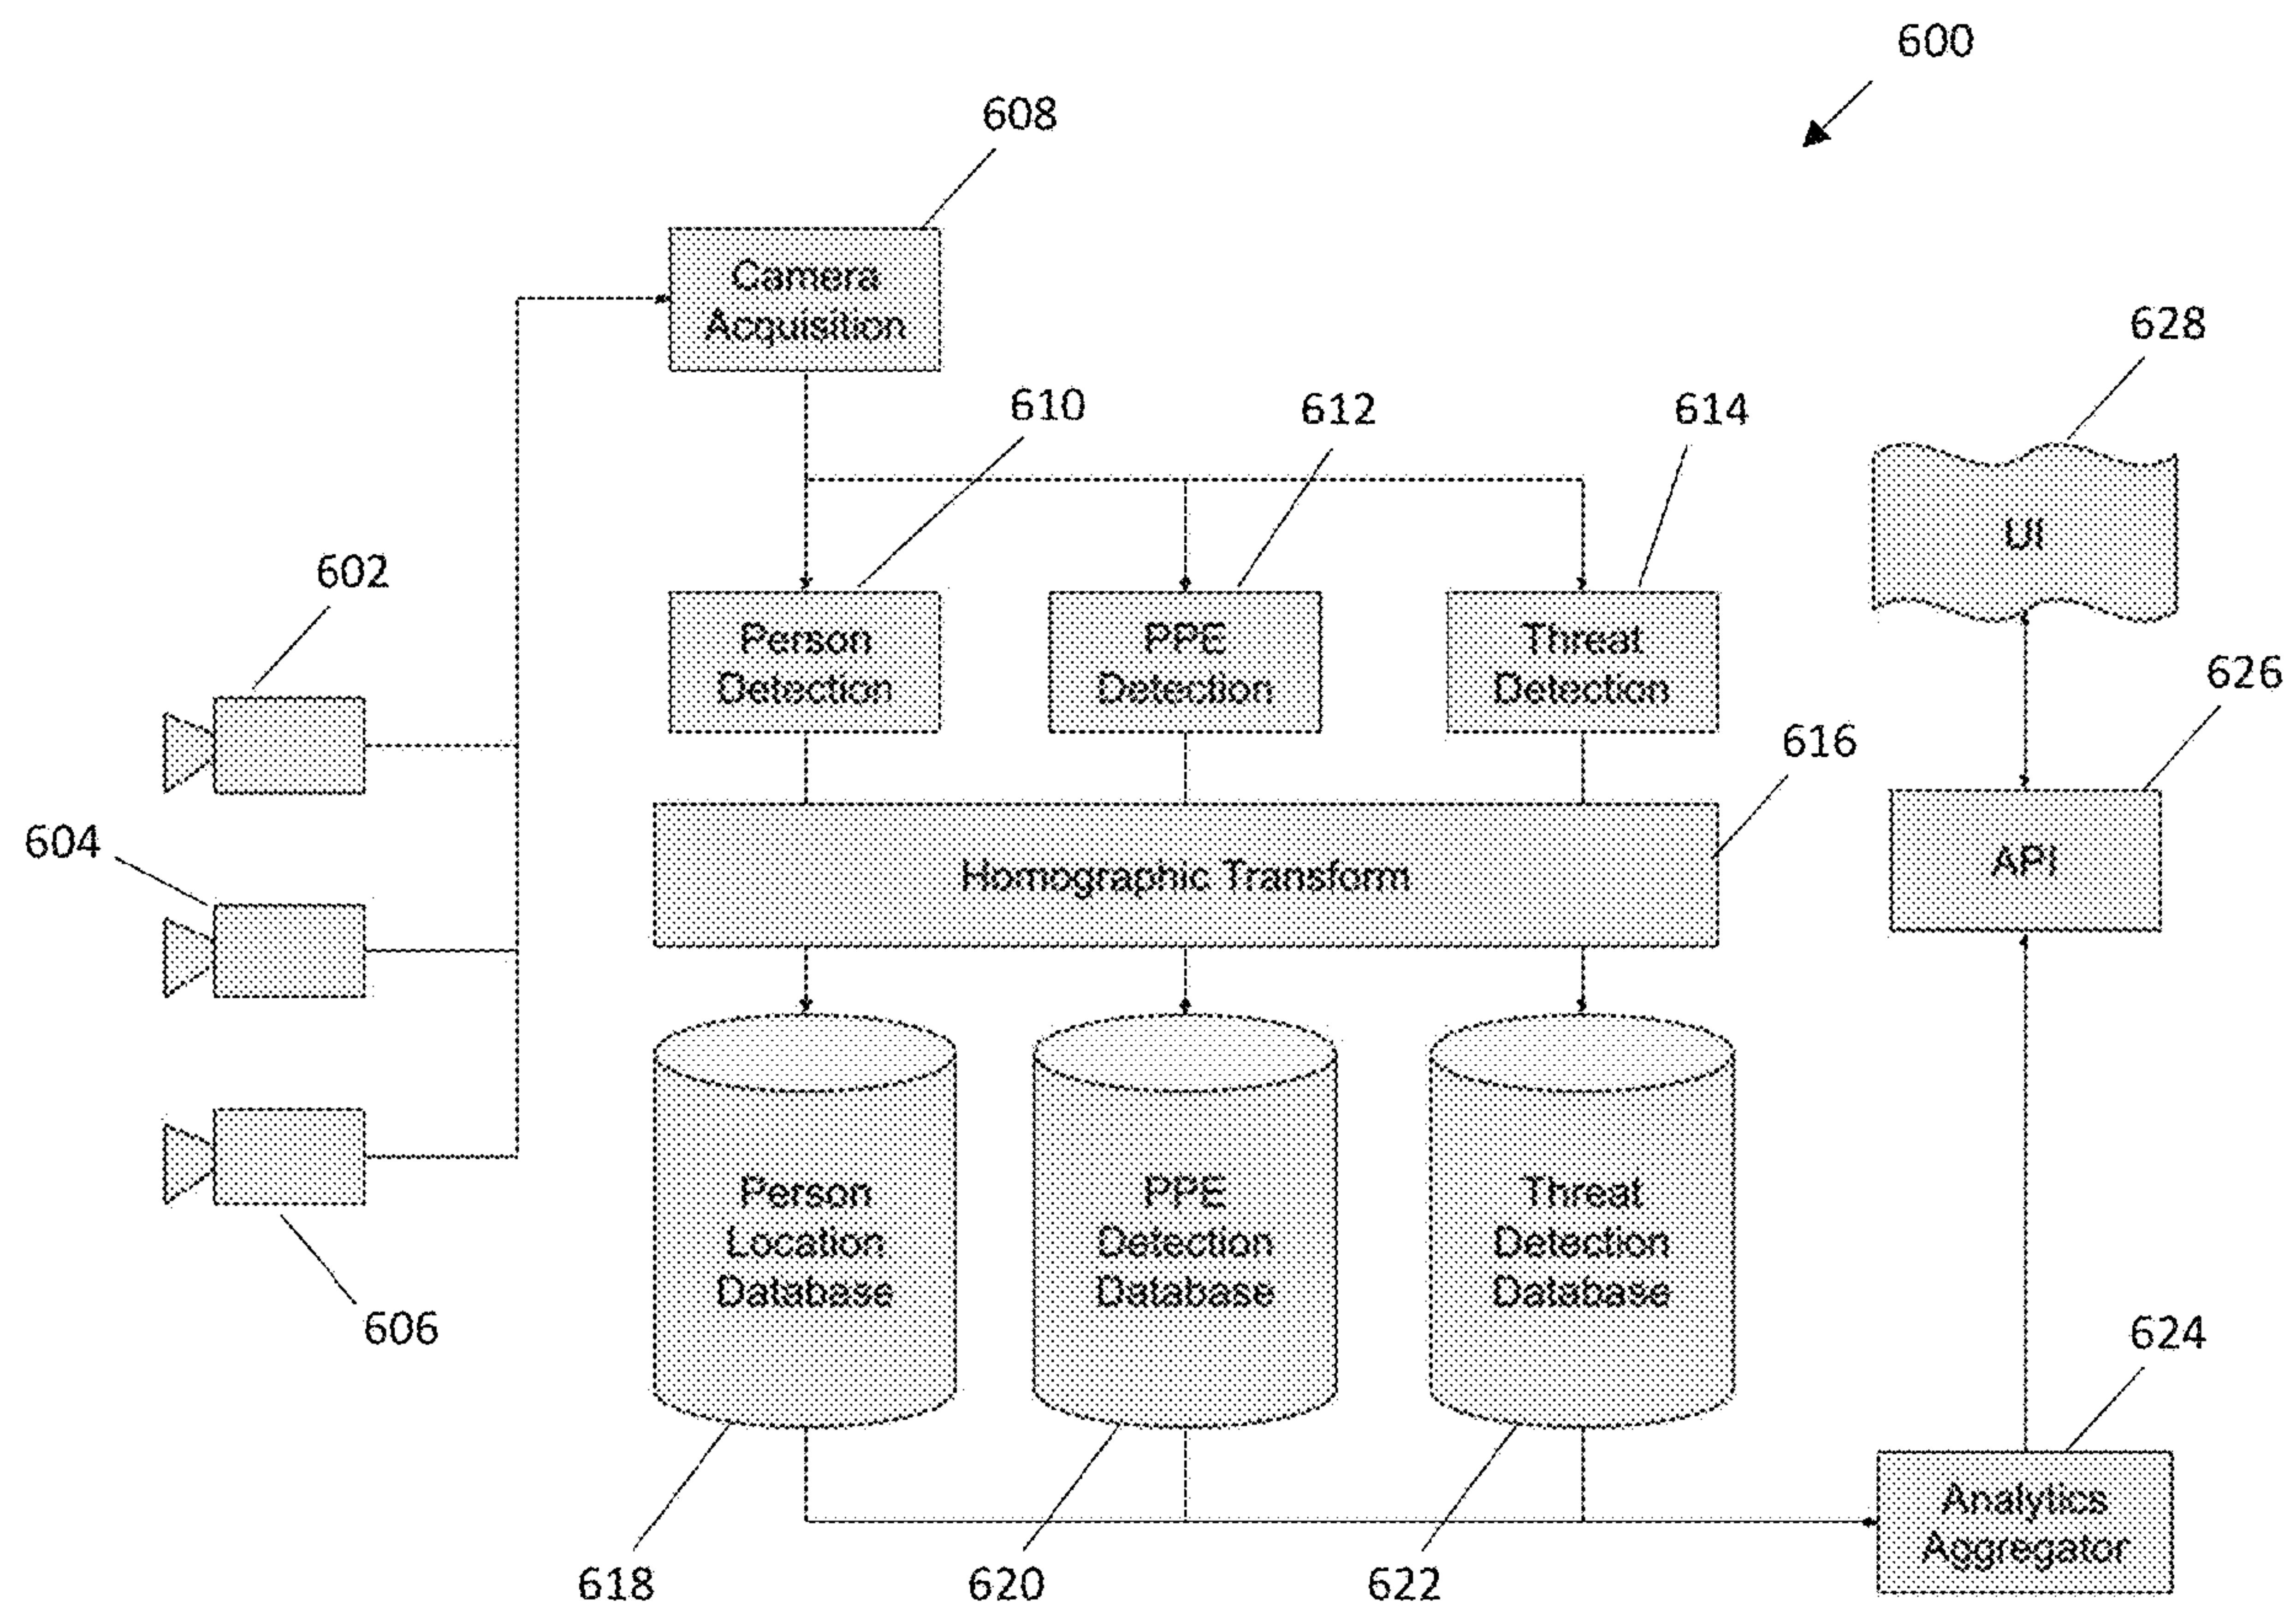 600
608
Camera
Acquisition
628
610
612
614
UI
602
Person
Detection
PPE
Detection
Threat
Detection
626
616
604
Homographic Transform
API
Person
Location
Database
PPE
Detection
Database
Threat
Detection
Database
606
624
Analytics
Aggregator
618
620
622